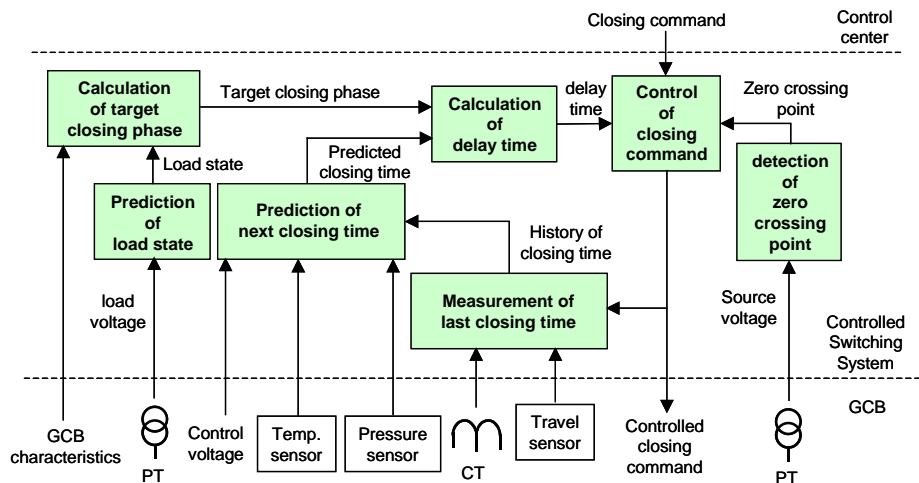 Closing command
Control
center
Calculation
of target
closing phase
Target closing phase
Calculation
of
delay time
delay
time
Control
of
closing
command
Zero crossing
point
Load state
Predicted
closing time
detection
of
zero
crossing
point
Prediction
of
load state
Prediction of
next closing time
History of
closing time
load
voltage
Measurement of
last closing time
Source
voltage
Controlled
Switching
System
GCB
GCB
characteristics
PT
Control
voltage
Temp.
sensor
Pressure
sensor
CT
Travel
sensor
Controlled
closing
command
PT